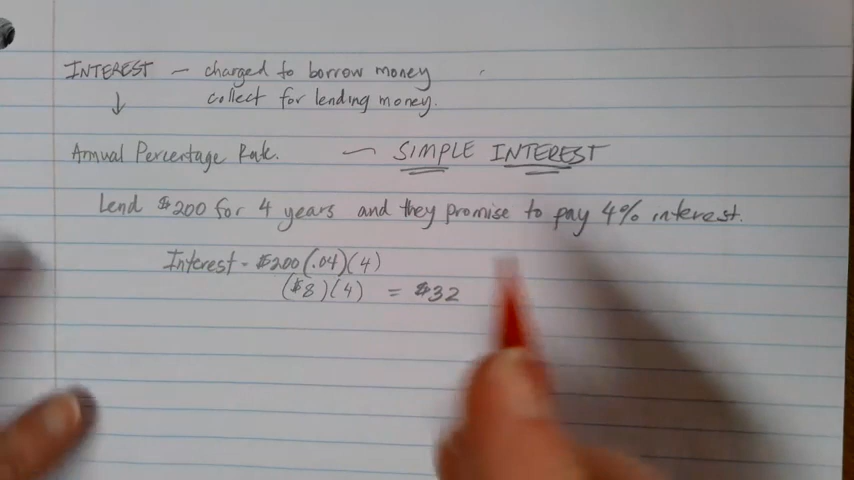 INTEREST — charged to borrow money
↓ collect for lending money.
Annual Percentage Rate. — SIMPLE INTEREST
Lend $200 for 4 years and they promise to pay 4% interest.
Interest - $200(.04)(4)
($8)(4) = $32